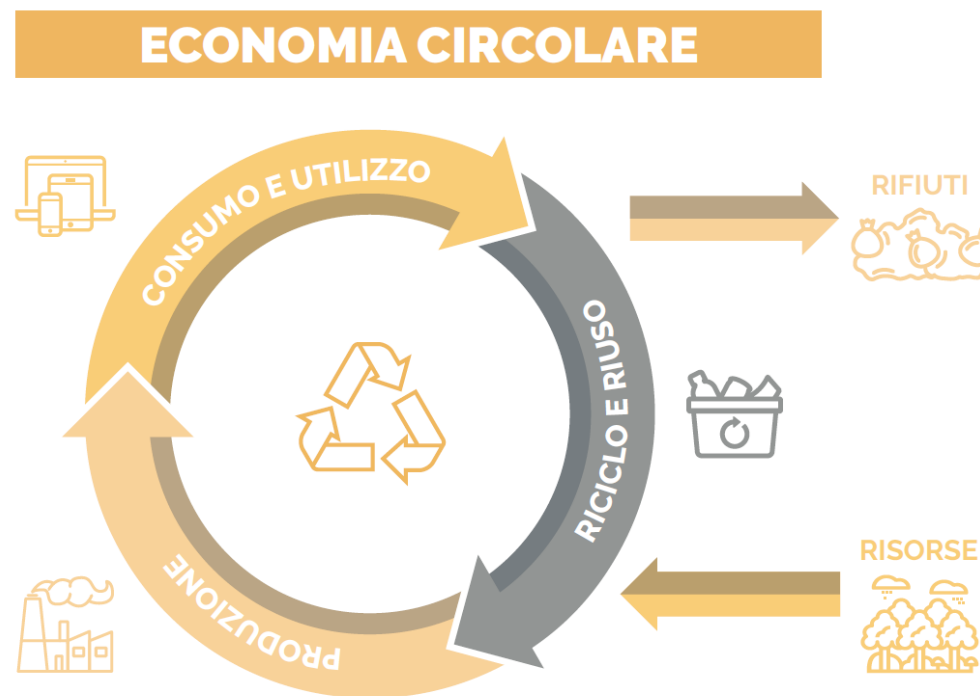 ECONOMIA CIRCOLARE
CONSUMO E UTILIZZO
RIFIUTI
RICICLO E RIUSO
RISORSE
PRODUZIONE